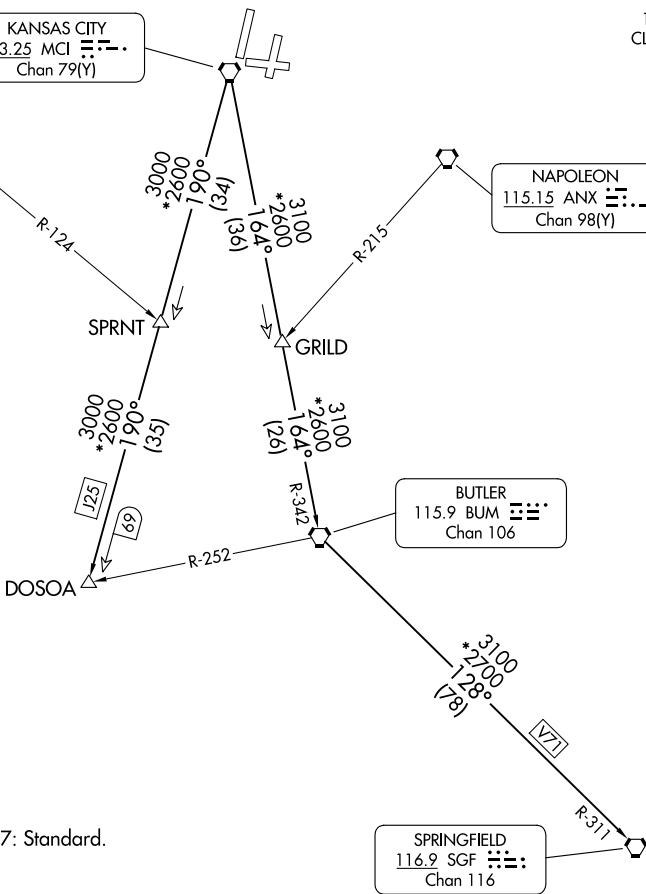 KANSAS CITY
3.25 MCI
Chan 79(Y)
1
CL
NAPOLEON
115.15 ANX
Chan 98(Y)
3000
*2600
190°
(34)
3100
*2600
164°
(36)
R-124
R-215
SPRNT
GRILD
3000
*2600
190°
(35)
3100
*2600
164°
(26)
J25
69
R-342
BUTLER
115.9 BUM
Chan 106
R-252
DOSOA
3100
*2700
128°
(78)
V71
R-311
7: Standard.
SPRINGFIELD
116.9 SGF
Chan 116